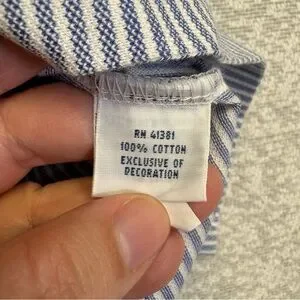 RN 41381
100% COTTON
EXCLUSIVE OF
DECORATION